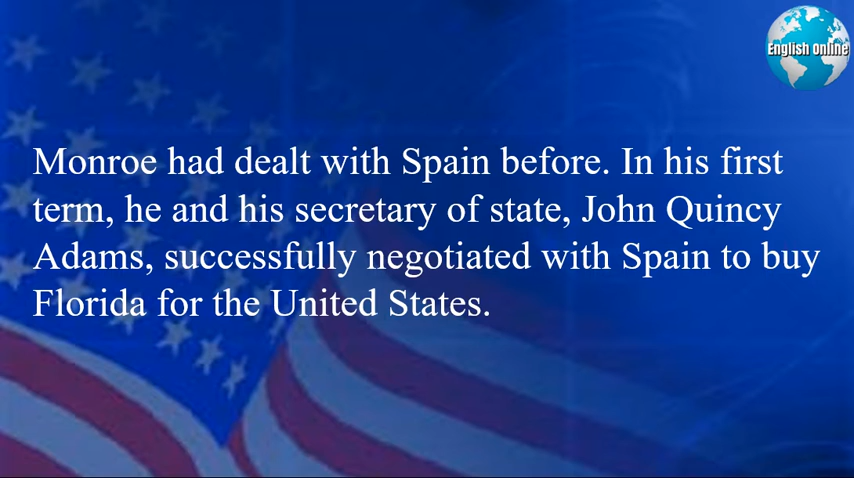 English Online
Monroe had dealt with Spain before. In his first
term, he and his secretary of state, John Quincy
Adams, successfully negotiated with Spain to buy
Florida for the United States.